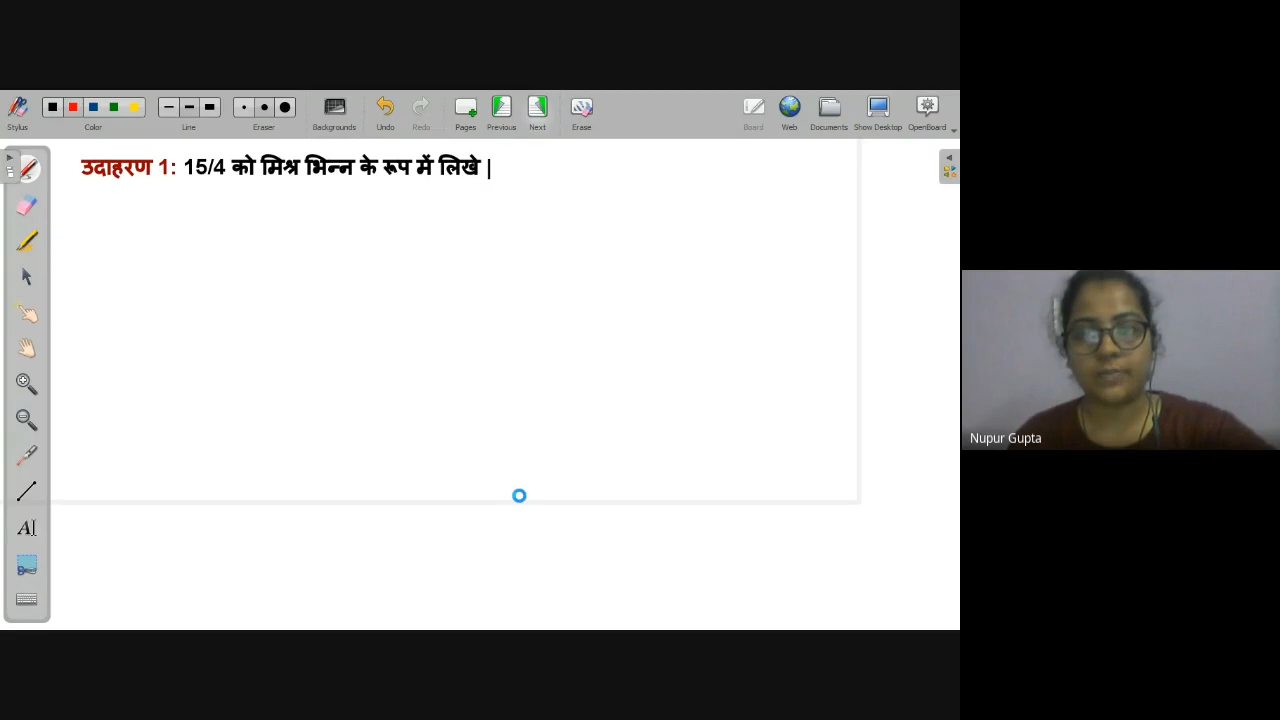 Stylus
Color
Line
Eraser
Backgrounds
Undo
Redo
Pages
Previous
Next
Erase
Board
Web
Documents
Show Desktop
OpenBoard
उदाहरण 1: 15/4 को मिश्र भिन्न के रूप में लिखे |
A
Nupur Gupta